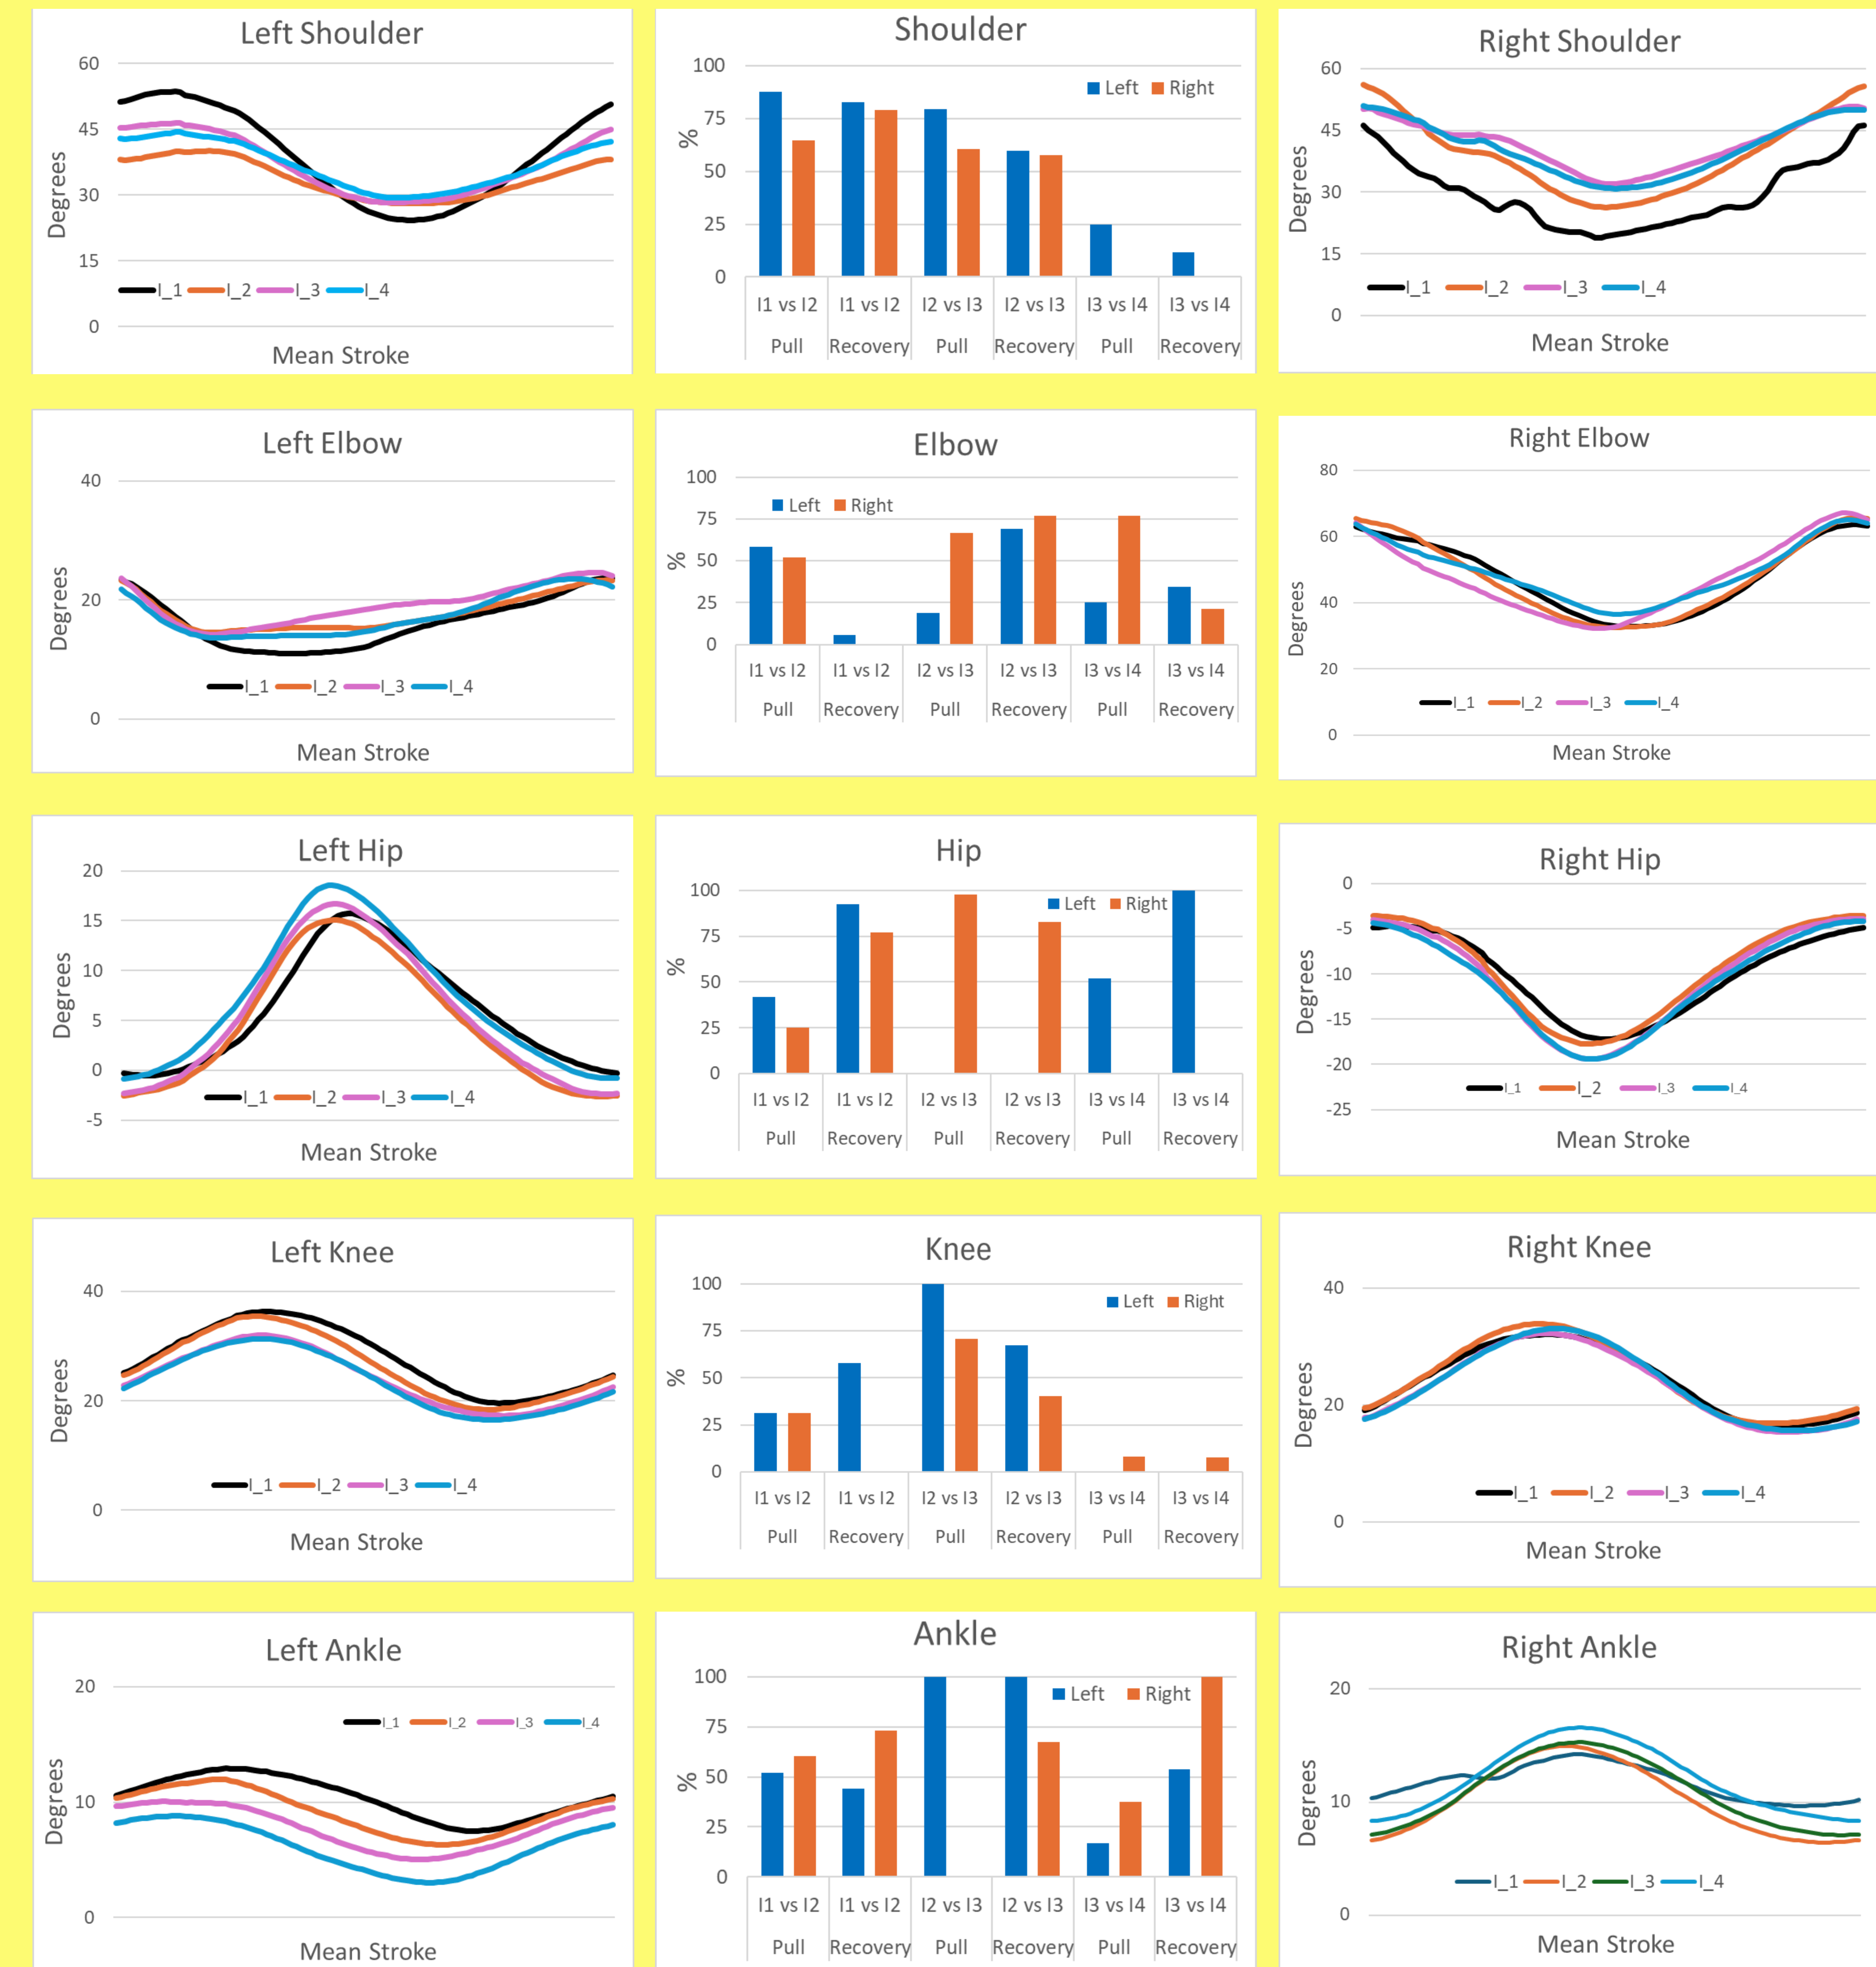 Left Shoulder
60
45
30
15
0
Degrees
I_1 I_2 I_3 I_4
Mean Stroke
Shoulder
100
75
50
25
0
%
Left Right
I1 vs I2 I1 vs I2 I2 vs I3 I2 vs I3 I3 vs I4 I3 vs I4
Pull Recovery Pull Recovery Pull Recovery
Right Shoulder
60
45
30
15
0
Degrees
I_1 I_2 I_3 I_4
Mean Stroke
Left Elbow
40
20
0
Degrees
I_1 I_2 I_3 I_4
Mean Stroke
Elbow
100
75
50
25
0
%
Left Right
I1 vs I2 I1 vs I2 I2 vs I3 I2 vs I3 I3 vs I4 I3 vs I4
Pull Recovery Pull Recovery Pull Recovery
Right Elbow
80
60
40
20
0
Degrees
I_1 I_2 I_3 I_4
Mean Stroke
Left Hip
20
15
10
5
0
-5
Degrees
I_1 I_2 I_3 I_4
Mean Stroke
Hip
100
75
50
25
0
%
Left Right
I1 vs I2 I1 vs I2 I2 vs I3 I2 vs I3 I3 vs I4 I3 vs I4
Pull Recovery Pull Recovery Pull Recovery
Right Hip
0
-5
-10
-15
-20
-25
Degrees
I_1 I_2 I_3 I_4
Mean Stroke
Left Knee
40
20
0
Degrees
I_1 I_2 I_3 I_4
Mean Stroke
Knee
100
75
50
25
0
%
Left Right
I1 vs I2 I1 vs I2 I2 vs I3 I2 vs I3 I3 vs I4 I3 vs I4
Pull Recovery Pull Recovery Pull Recovery
Right Knee
40
20
0
Degrees
I_1 I_2 I_3 I_4
Mean Stroke
Left Ankle
20
10
0
Degrees
I_1 I_2 I_3 I_4
Mean Stroke
Ankle
100
75
50
25
0
%
Left Right
I1 vs I2 I1 vs I2 I2 vs I3 I2 vs I3 I3 vs I4 I3 vs I4
Pull Recovery Pull Recovery Pull Recovery
Right Ankle
20
10
0
Degrees
I_1 I_2 I_3 I_4
Mean Stroke